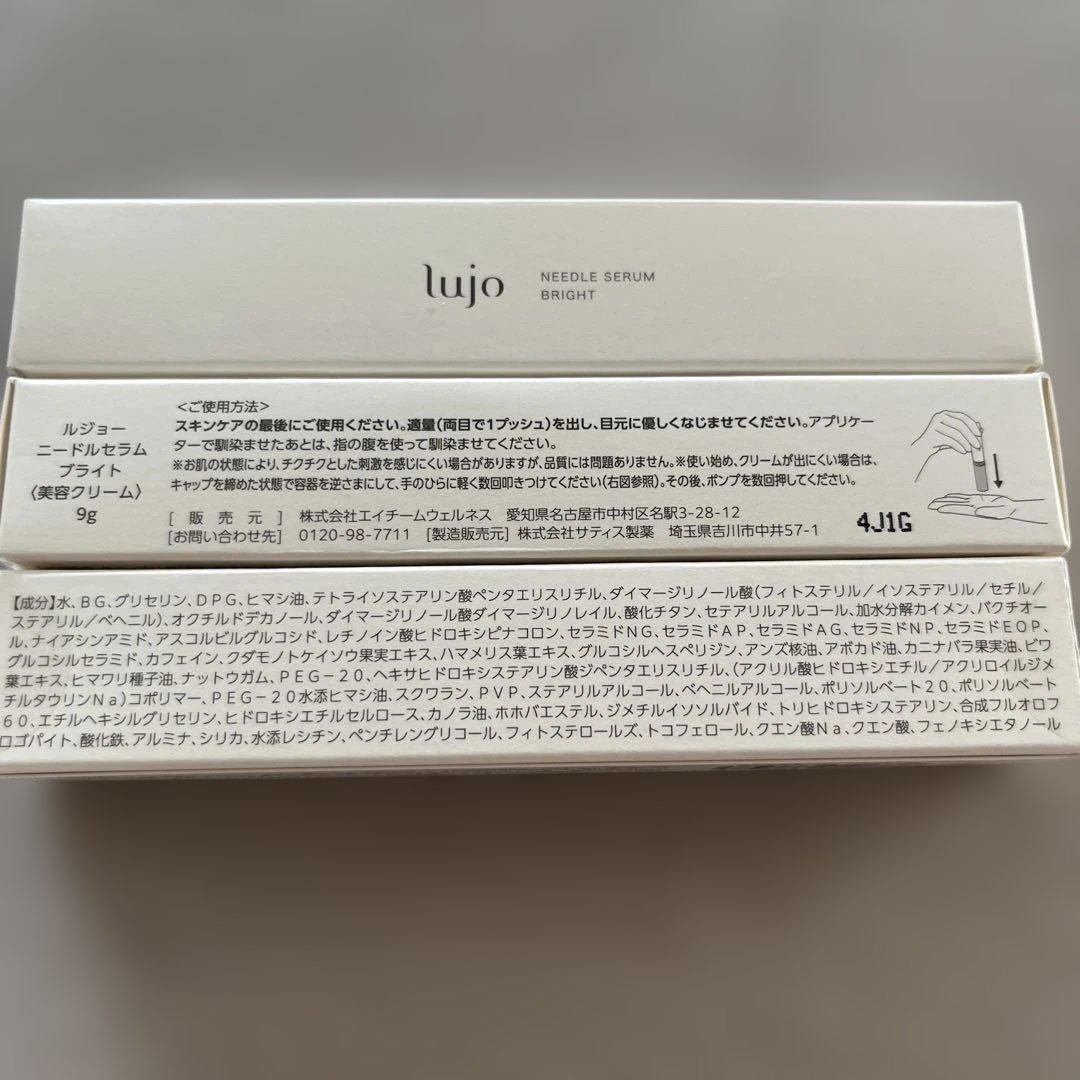 lujo NEEDLE SERUM
BRIGHT
ルジョー
ニードルセラム
ブライト
〈美容クリーム〉
9g
<ご使用方法>
スキンケアの最後にご使用ください。適量(両目で1プッシュ)を出し、目元に優しくなじませてください。アプリケー
ターで馴染ませたあとは、指の腹を使って馴染ませてください。
※お肌の状態により、チクチクとした刺激を感じにくい場合がありますが、品質には問題ありません。※使い始め、クリームが出にくい場合は、
キャップを締めた状態で容器を逆さまにして、手のひらに軽く数回叩きつけてください(右図参照)。その後、ポンプを数回押してください。
[販売元] 株式会社エイチームウェルネス 愛知県名古屋市中村区名駅3-28-12
[お問い合わせ先] 0120-98-7711 [製造販売元] 株式会社サティス製薬 埼玉県吉川市中井57-1
4J1G
【成分】水、BG、グリセリン、DPG、ヒマシ油、テトライソステアリン酸ペンタエリスリチル、ダイマージリノール酸(フィトステリル/イソステアリル/セチル/
ステアリル/ベヘニル)、オクチルドデカノール、ダイマージリノール酸ダイマージリノレイル、酸化チタン、セテアリルアルコール、加水分解カイメン、バクチオー
ル、ナイアシンアミド、アスコルビルグルコシド、レチノイン酸ヒドロキシピナコロン、セラミドNG、セラミドAP、セラミドAG、セラミドNP、セラミドEOP、
グルコシルセラミド、カフェイン、クダモノトケイソウ果実エキス、ハマメリス葉エキス、グルコシルヘスペリジン、アンズ核油、アボカド油、カニナバラ果実油、ビワ
葉エキス、ヒマワリ種子油、ナットウガム、PEG-20、ヘキサヒドロキシステアリン酸ジペンタエリスリチル、(アクリル酸ヒドロキシエチル/アクリロイルジメ
チルタウリンNa)コポリマー、PEG-20水添ヒマシ油、スクワラン、PVP、ステアリルアルコール、ベヘニルアルコール、ポリソルベート20、ポリソルベート
60、エチルヘキシルグリセリン、ヒドロキシエチルセルロース、カノラ油、ホホバエステル、ジメチルイソソルバイド、トリヒドロキシステアリン、合成フルオロフ
ロゴパイト、酸化鉄、アルミナ、シリカ、水添レシチン、ペンチレングリコール、フィトステロールズ、トコフェロール、クエン酸Na、クエン酸、フェノキシエタノール